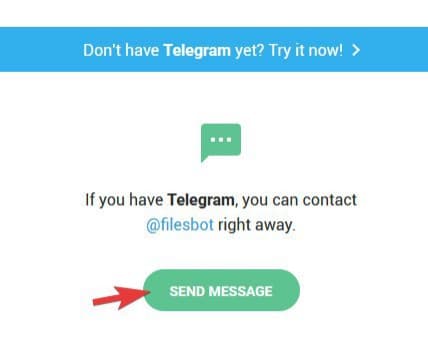 Don't have Telegram yet? Try it now!
If you have Telegram, you can contact
@filesbot right away.
SEND MESSAGE